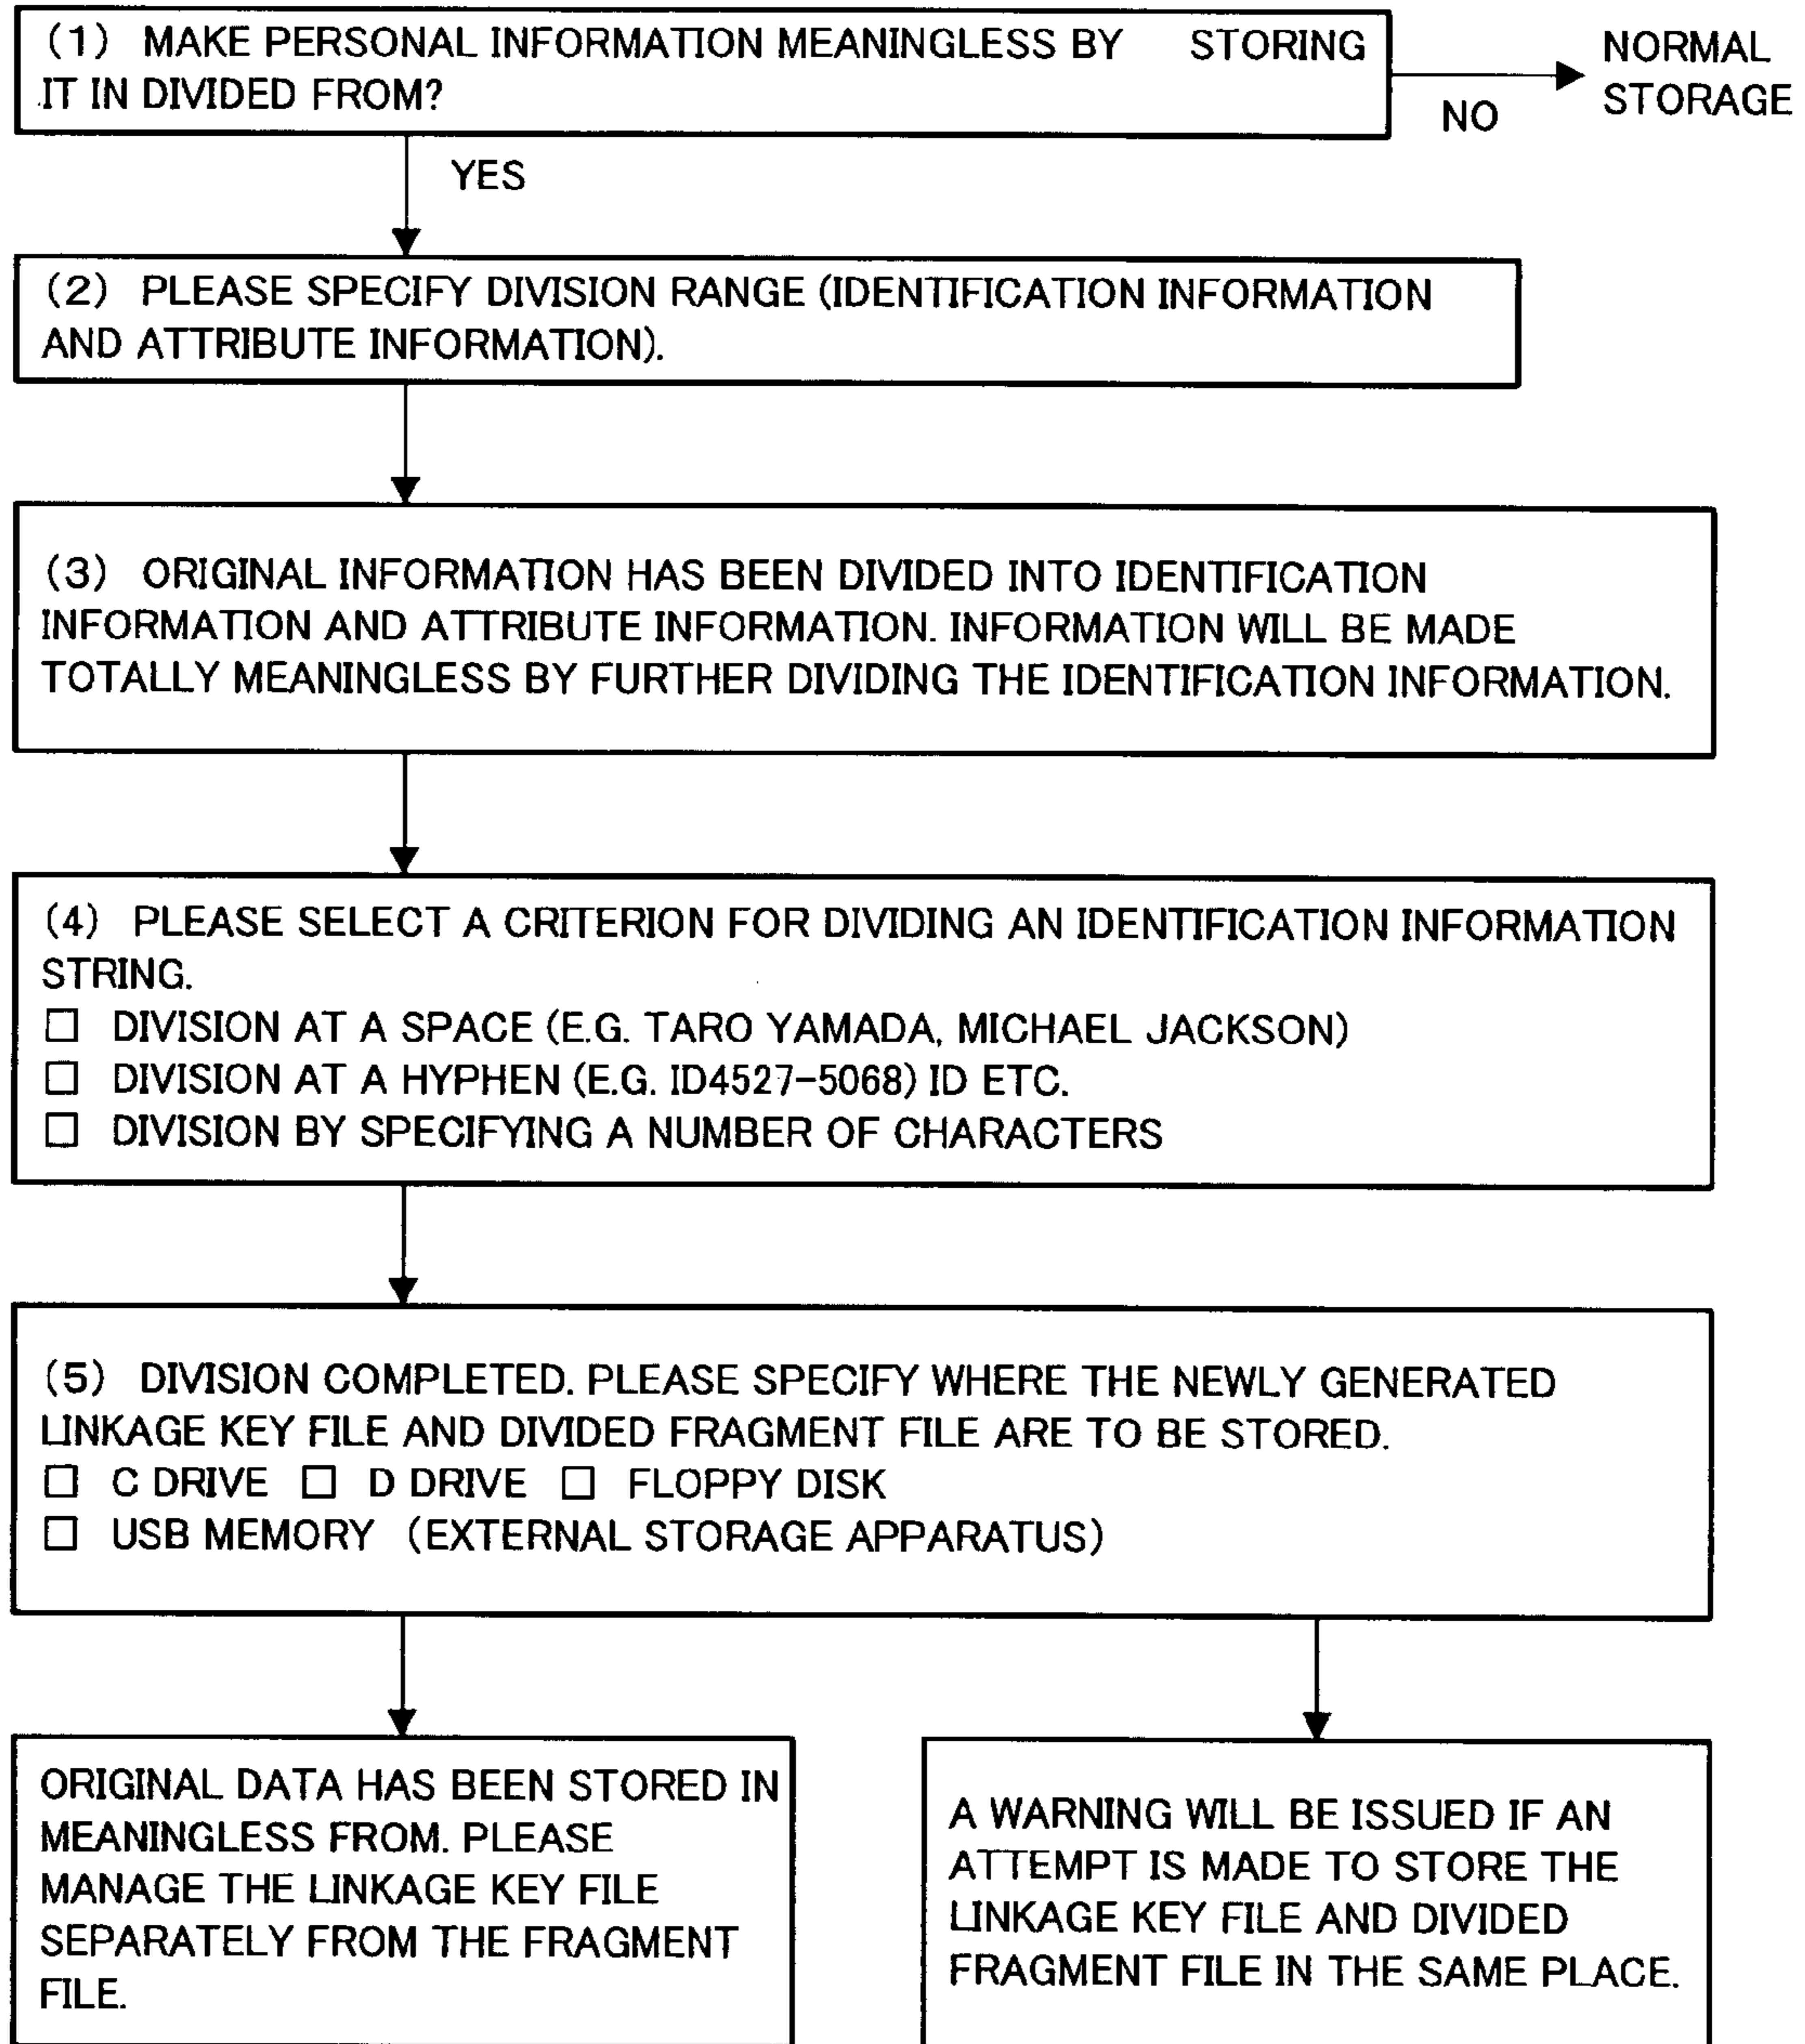 (1) MAKE PERSONAL INFORMATION MEANINGLESS BY STORING
IT IN DIVIDED FROM?
NORMAL
STORAGE
NO
YES
(2) PLEASE SPECIFY DIVISION RANGE (IDENTIFICATION INFORMATION
AND ATTRIBUTE INFORMATION).
(3) ORIGINAL INFORMATION HAS BEEN DIVIDED INTO IDENTIFICATION
INFORMATION AND ATTRIBUTE INFORMATION. INFORMATION WILL BE MADE
TOTALLY MEANINGLESS BY FURTHER DIVIDING THE IDENTIFICATION INFORMATION.
(4) PLEASE SELECT A CRITERION FOR DIVIDING AN IDENTIFICATION INFORMATION
STRING.
□ DIVISION AT A SPACE (E.G. TARO YAMADA, MICHAEL JACKSON)
□ DIVISION AT A HYPHEN (E.G. ID4527-5068) ID ETC.
□ DIVISION BY SPECIFYING A NUMBER OF CHARACTERS
(5) DIVISION COMPLETED. PLEASE SPECIFY WHERE THE NEWLY GENERATED
LINKAGE KEY FILE AND DIVIDED FRAGMENT FILE ARE TO BE STORED.
□ C DRIVE □ D DRIVE □ FLOPPY DISK
□ USB MEMORY (EXTERNAL STORAGE APPARATUS)
ORIGINAL DATA HAS BEEN STORED IN
MEANINGLESS FROM. PLEASE
MANAGE THE LINKAGE KEY FILE
SEPARATELY FROM THE FRAGMENT
FILE.
A WARNING WILL BE ISSUED IF AN
ATTEMPT IS MADE TO STORE THE
LINKAGE KEY FILE AND DIVIDED
FRAGMENT FILE IN THE SAME PLACE.